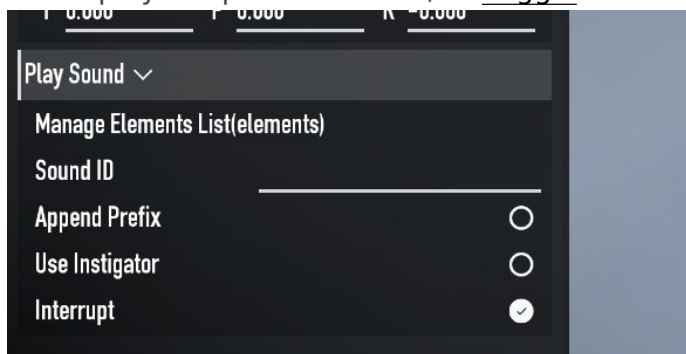 Play Sound
Manage Elements List(elements)
Sound ID
Append Prefix
Use Instigator
Interrupt